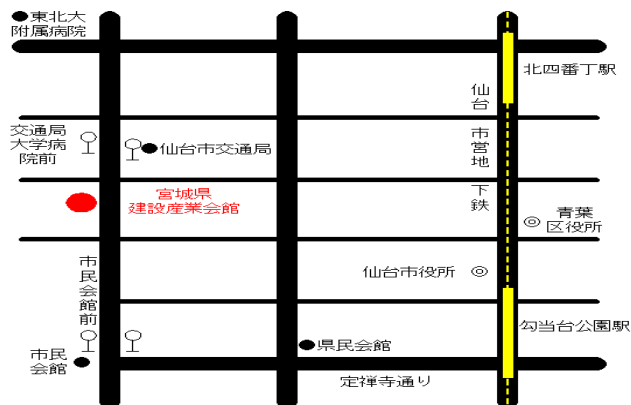 東北大
附属病院
北四番丁駅
仙台市営地下鉄
交通局
大学病
院前
仙台市交通局
宮城県
建設産業会館
青葉
区役所
仙台市役所
市民会館前
勾当台公園駅
県民会館
市民
会館
定禅寺通り